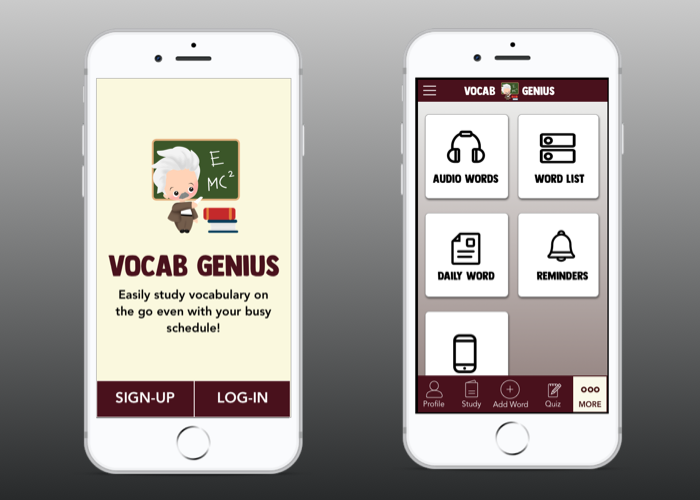 E
MC²
VOCAB GENIUS
Easily study vocabulary on
the go even with your busy
schedule!
SIGN-UP
LOG-IN
VOCAB GENIUS
AUDIO WORDS
WORD LIST
DAILY WORD
REMINDERS
Profile
Study
Add Word
Quiz
MORE